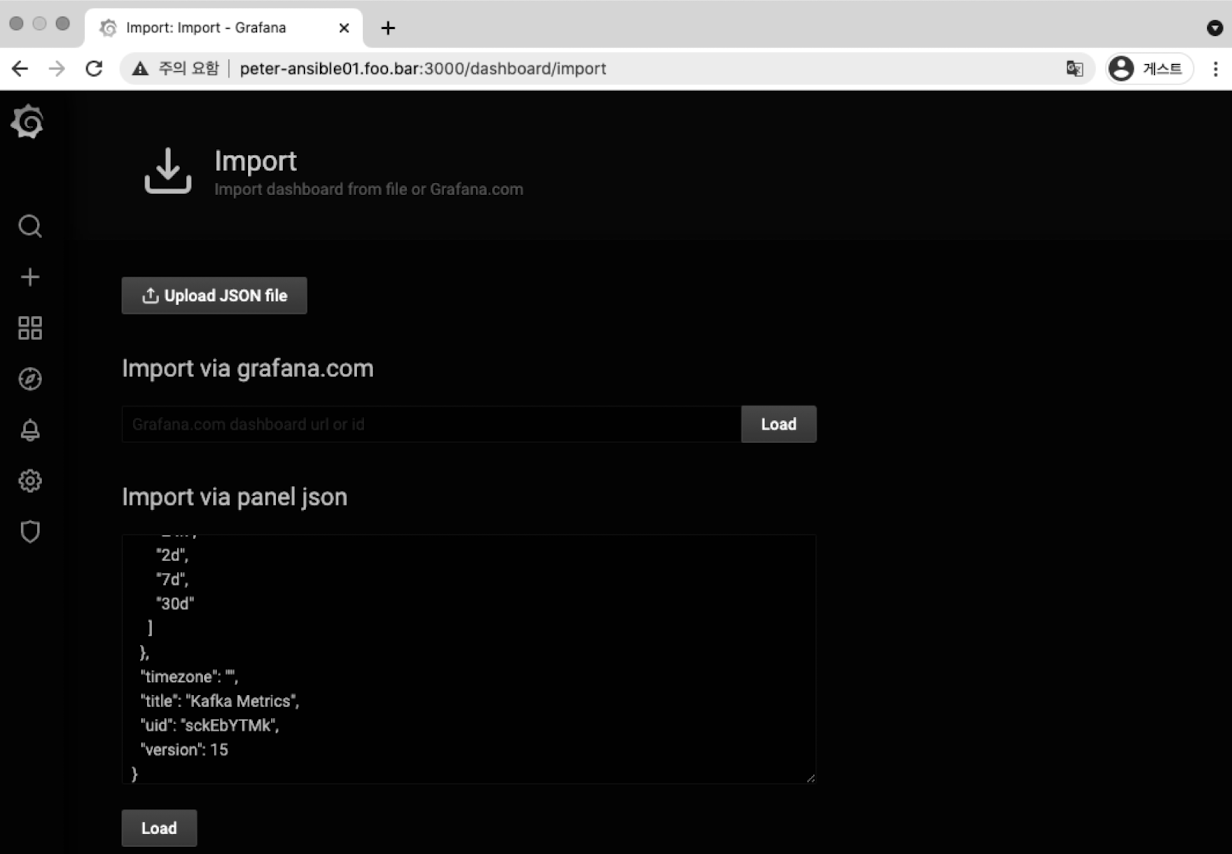 Import: Import - Grafana
주의 요함 peter-ansible01.foo.bar:3000/dashboard/import 게스트
Import
Import dashboard from file or Grafana.com
Upload JSON file
Import via grafana.com
Grafana.com dashboard url or id Load
Import via panel json
"2d",
"7d",
"30d"
]
},
"timezone": "",
"title": "Kafka Metrics",
"uid": "sckEbYTMk",
"version": 15
}
Load